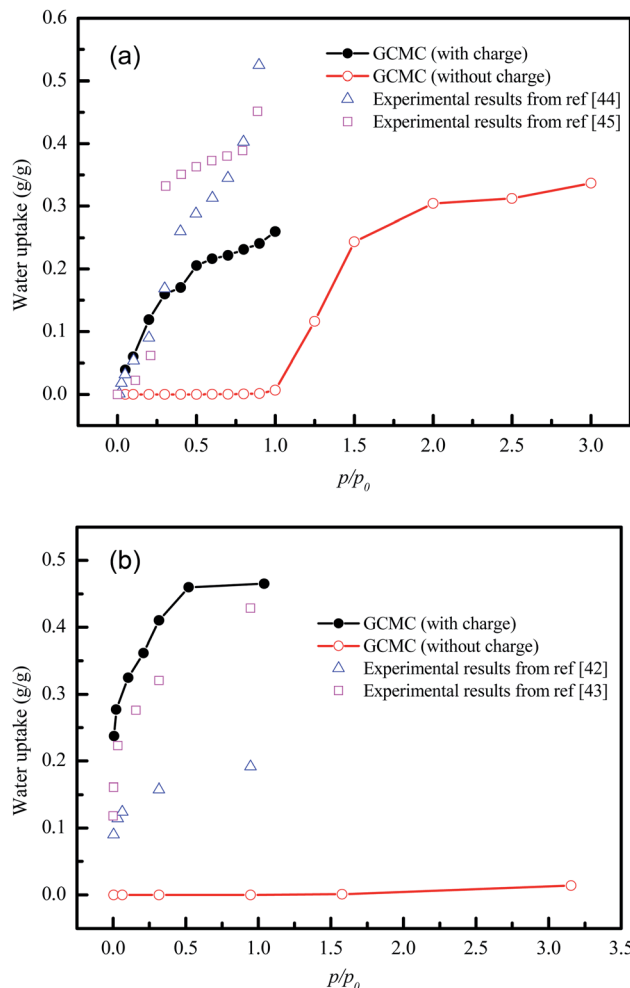 0.6
(a)
GCMC (with charge)
GCMC (without charge)
Experimental results from ref [44]
Experimental results from ref [45]
0.5
0.4
0.3
0.2
0.1
0.0
Water uptake (g/g)
0.0 0.5 1.0 1.5 2.0 2.5 3.0
p/p0
(b)
0.5
GCMC (with charge)
GCMC (without charge)
Experimental results from ref [42]
Experimental results from ref [43]
0.4
0.3
0.2
0.1
0.0
Water uptake (g/g)
0.0 0.5 1.0 1.5 2.0 2.5 3.0 3.5
p/p0